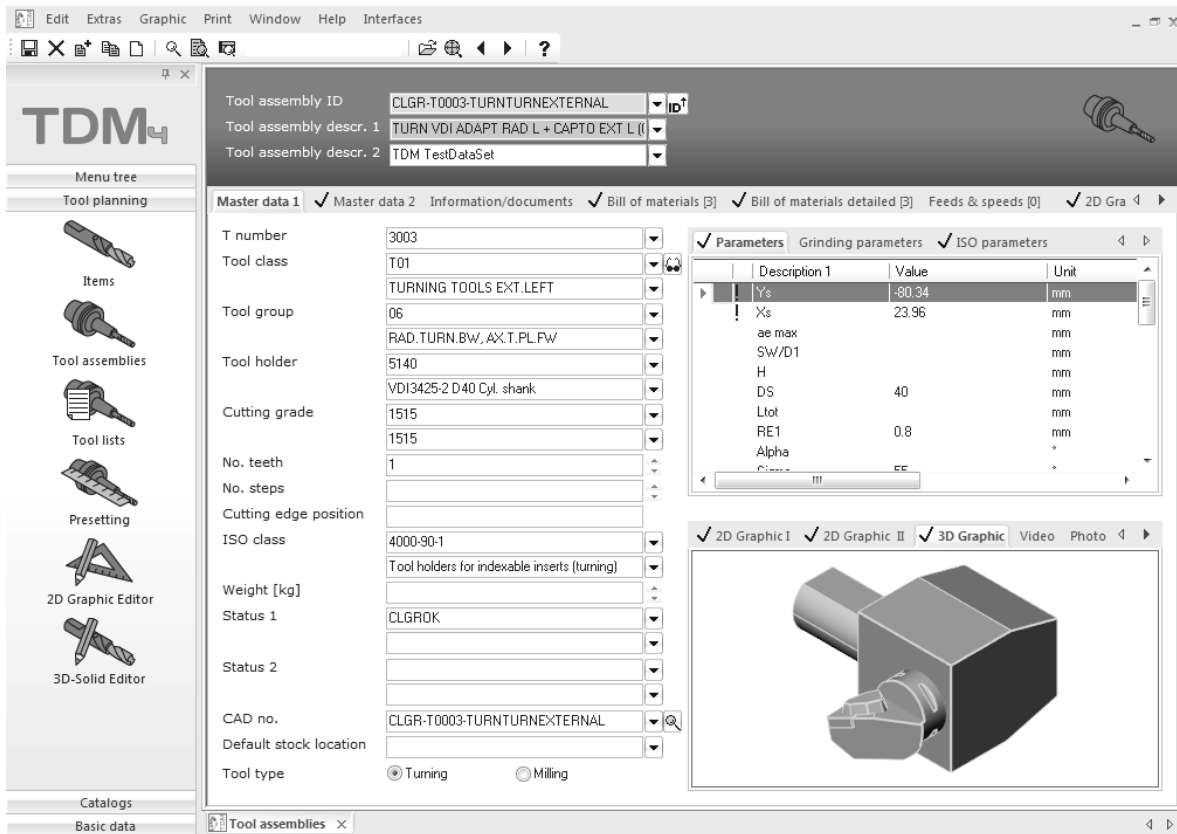 Edit Extras Graphic Print Window Help Interfaces
?
TDM4
Menu tree
Tool planning
Items
Tool assemblies
Tool lists
Presetting
2D Graphic Editor
3D-Solid Editor
Catalogs
Basic data
Tool assembly ID CLGR-T0003-TURNTURNEXTERNAL ID
Tool assembly descr. 1 TURN VDI ADAPT RAD L + CAPTO EXT L
Tool assembly descr. 2 TDM TestDataSet
Master data 1 Master data 2 Information/documents Bill of materials [3] Bill of materials detailed [3] Feeds & speeds [0] 2D Gra
T number 3003
Tool class T01
TURNING TOOLS EXT.LEFT
Tool group 06
RAD.TURN.BW, AX.T.PL.FW
Tool holder 5140
VDI3425-2 D40 Cyl. shank
Cutting grade 1515
1515
No. teeth 1
No. steps
Cutting edge position
ISO class 4000-90-1
Tool holders for indexable inserts (turning)
Weight [kg]
Status 1 CLGROK
Status 2
CAD no. CLGR-T0003-TURNTURNEXTERNAL
Default stock location
Tool type Turning Milling
Parameters Grinding parameters ISO parameters
Description 1 Value Unit
! Ys -80.34 mm
! Xs 23.96 mm
ae max mm
SW/D1 mm
H mm
DS 40 mm
Ltot mm
RE1 0.8 mm
Alpha °
2D Graphic I 2D Graphic II 3D Graphic Video Photo
Tool assemblies